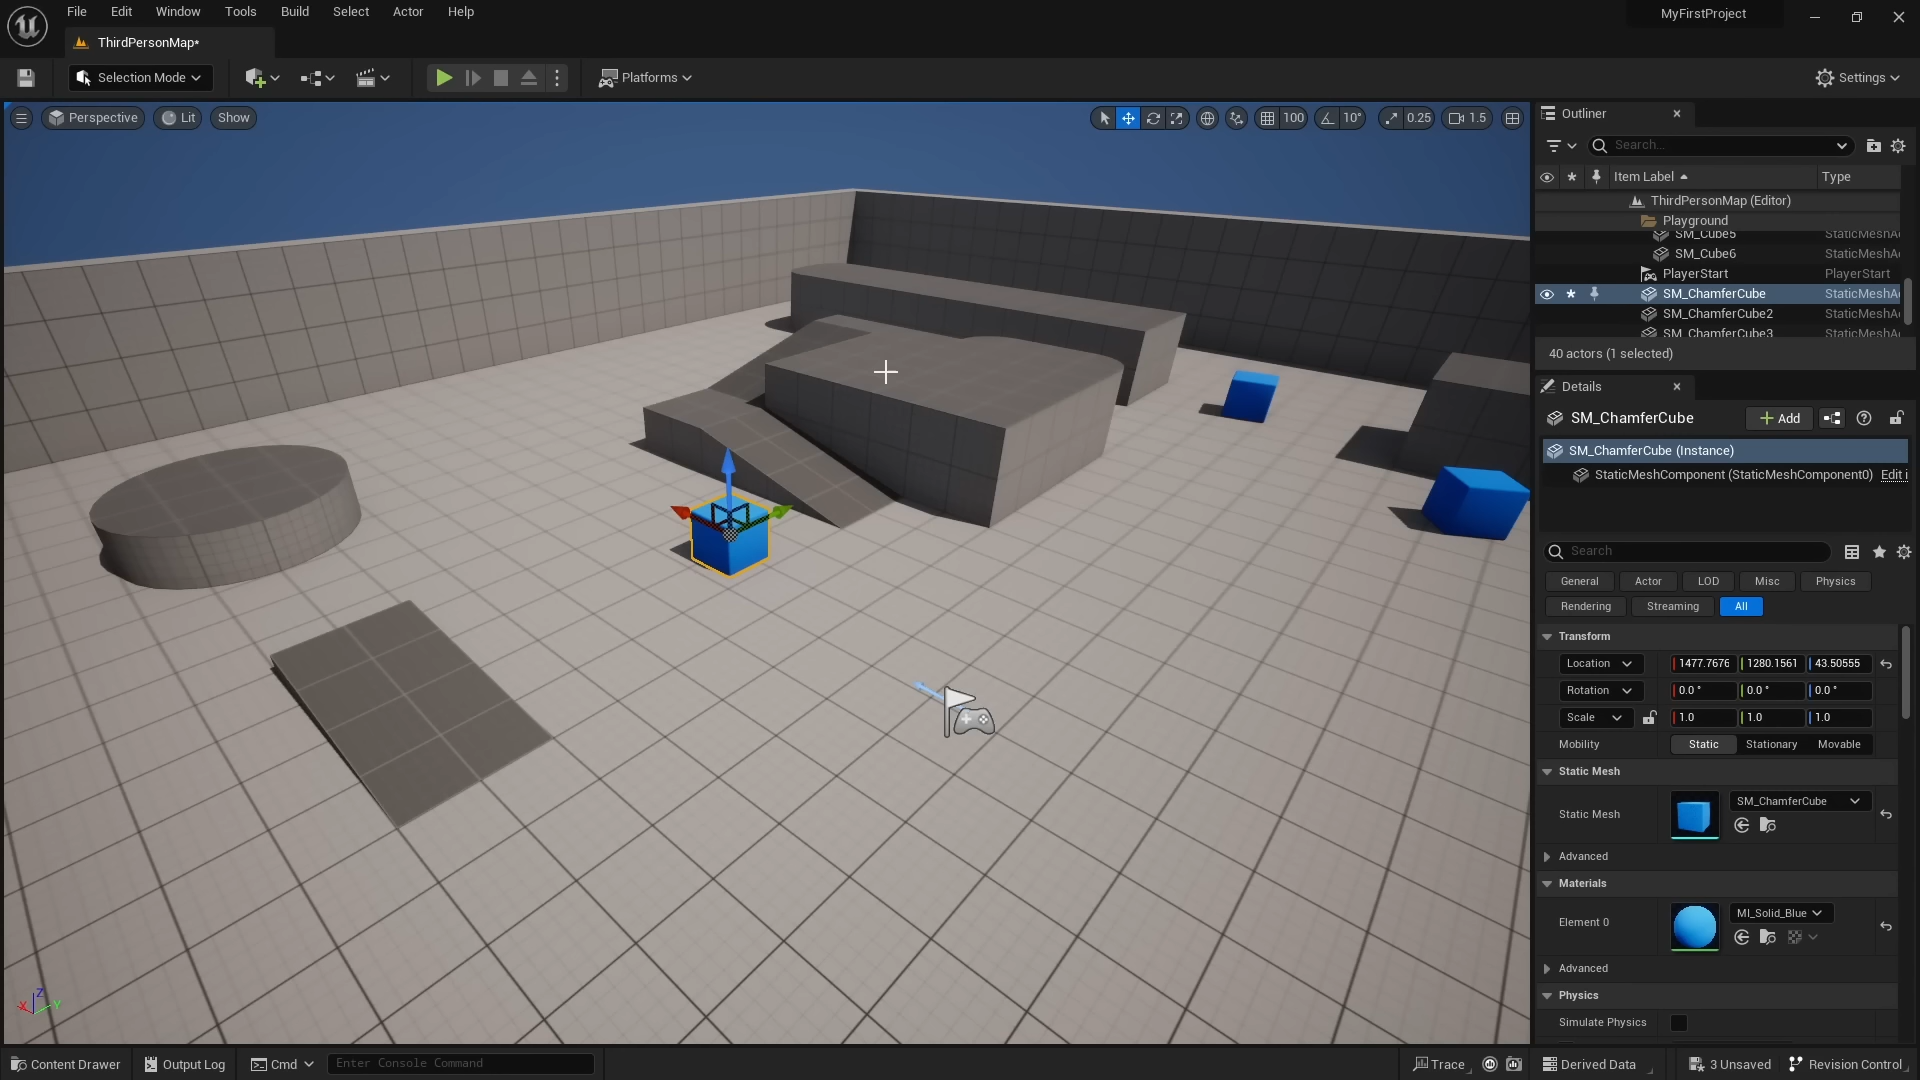 File Edit Window Tools Build Select Actor Help
MyFirstProject
ThirdPersonMap*
Selection Mode
Platforms
Settings
Perspective Lit Show
100 10° 0.25 1.5
Outliner
Search...
Item Label Type
ThirdPersonMap (Editor)
Playground
SM_Cube5 StaticMeshA
SM_Cube6 StaticMeshA
PlayerStart PlayerStart
SM_ChamferCube StaticMeshA
SM_ChamferCube2 StaticMeshA
SM_ChamferCube3 StaticMeshA
40 actors (1 selected)
Details
SM_ChamferCube
Add
SM_ChamferCube (Instance)
StaticMeshComponent (StaticMeshComponent0) Edit i
Search
General Actor LOD Misc Physics
Rendering Streaming All
Transform
Location 1477.7676 1280.1561 43.50555
Rotation 0.0 ° 0.0 ° 0.0 °
Scale 1.0 1.0 1.0
Mobility Static Stationary Movable
Static Mesh
SM_ChamferCube
Static Mesh
Advanced
Materials
MI_Solid_Blue
Element 0
Advanced
Physics
Simulate Physics
X Z Y
Content Drawer Output Log Cmd Enter Console Command
Trace Derived Data 3 Unsaved Revision Control